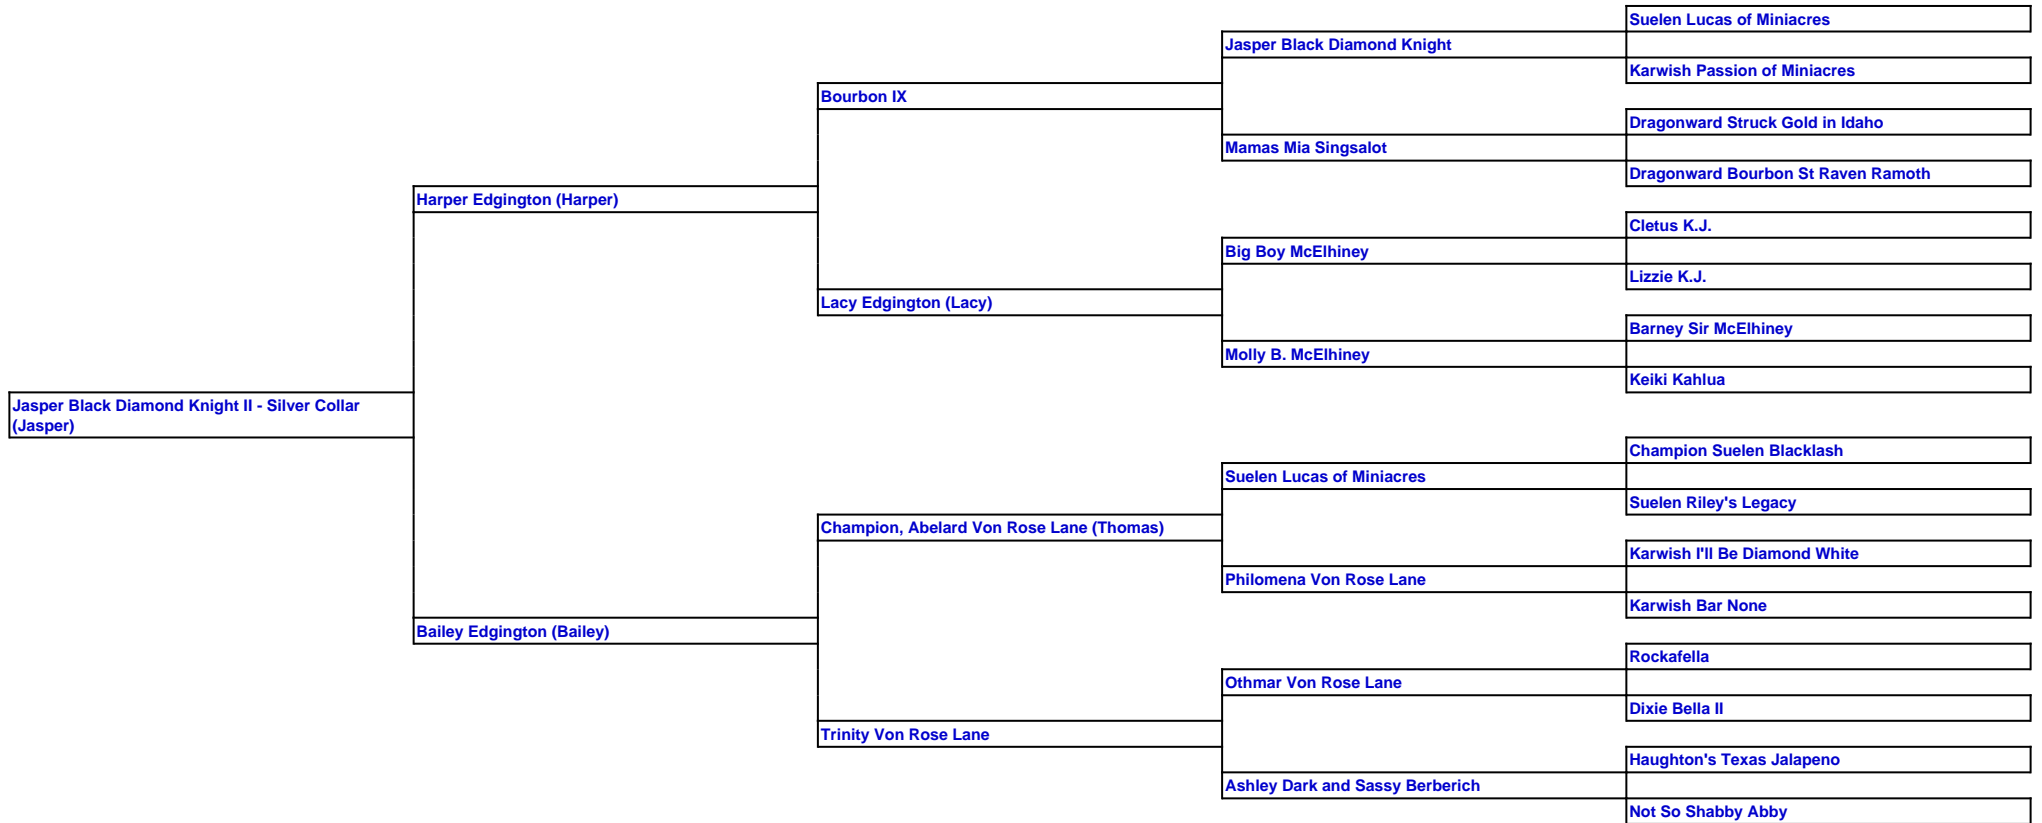 Suelen Lucas of Miniacres
Jasper Black Diamond Knight
Karwish Passion of Miniacres
Bourbon IX
Dragonward Struck Gold in Idaho
Mamas Mia Singsalot
Dragonward Bourbon St Raven Ramoth
Harper Edgington (Harper)
Cletus K.J.
Big Boy McElhiney
Lizzie K.J.
Lacy Edgington (Lacy)
Barney Sir McElhiney
Molly B. McElhiney
Keiki Kahlua
Jasper Black Diamond Knight II - Silver Collar
(Jasper)
Champion Suelen Blacklash
Suelen Lucas of Miniacres
Suelen Riley's Legacy
Champion, Abelard Von Rose Lane (Thomas)
Karwish I'll Be Diamond White
Philomena Von Rose Lane
Karwish Bar None
Bailey Edgington (Bailey)
Rockafella
Othmar Von Rose Lane
Dixie Bella II
Trinity Von Rose Lane
Haughton's Texas Jalapeno
Ashley Dark and Sassy Berberich
Not So Shabby Abby